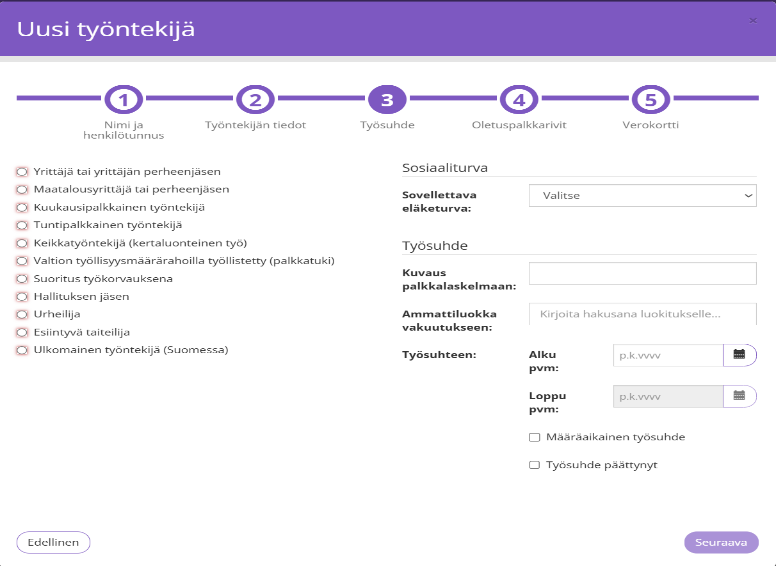 Uusi työntekijä
×
1
2
3
4
5
Nimi ja
henkilötunnus
Työntekijän tiedot
Työsuhde
Oletuspalkkarivit
Verokortti
Yrittäjä tai yrittäjän perheenjäsen
Maatalousyrittäjä tai perheenjäsen
Kuukausipalkkainen työntekijä
Tuntipalkkainen työntekijä
Keikkatyöntekijä (kertaluonteinen työ)
Valtion työllisyysmäärärahoilla työllistetty (palkkatuki)
Suoritus työkorvauksena
Hallituksen jäsen
Urheilija
Esiintyvä taiteilija
Ulkomainen työntekijä (Suomessa)
Sosiaaliturva
Sovellettava
eläketurva:
Valitse
Työsuhde
Kuvaus
palkkalaskelmaan:
Ammattiluokka
vakuutukseen:
Kirjoita hakusana luokitukselle...
Työsuhteen:
Alku
pvm:
p.k.vvvv
Loppu
pvm:
p.k.vvvv
Määräaikainen työsuhde
Työsuhde päättynyt
Edellinen
Seuraava